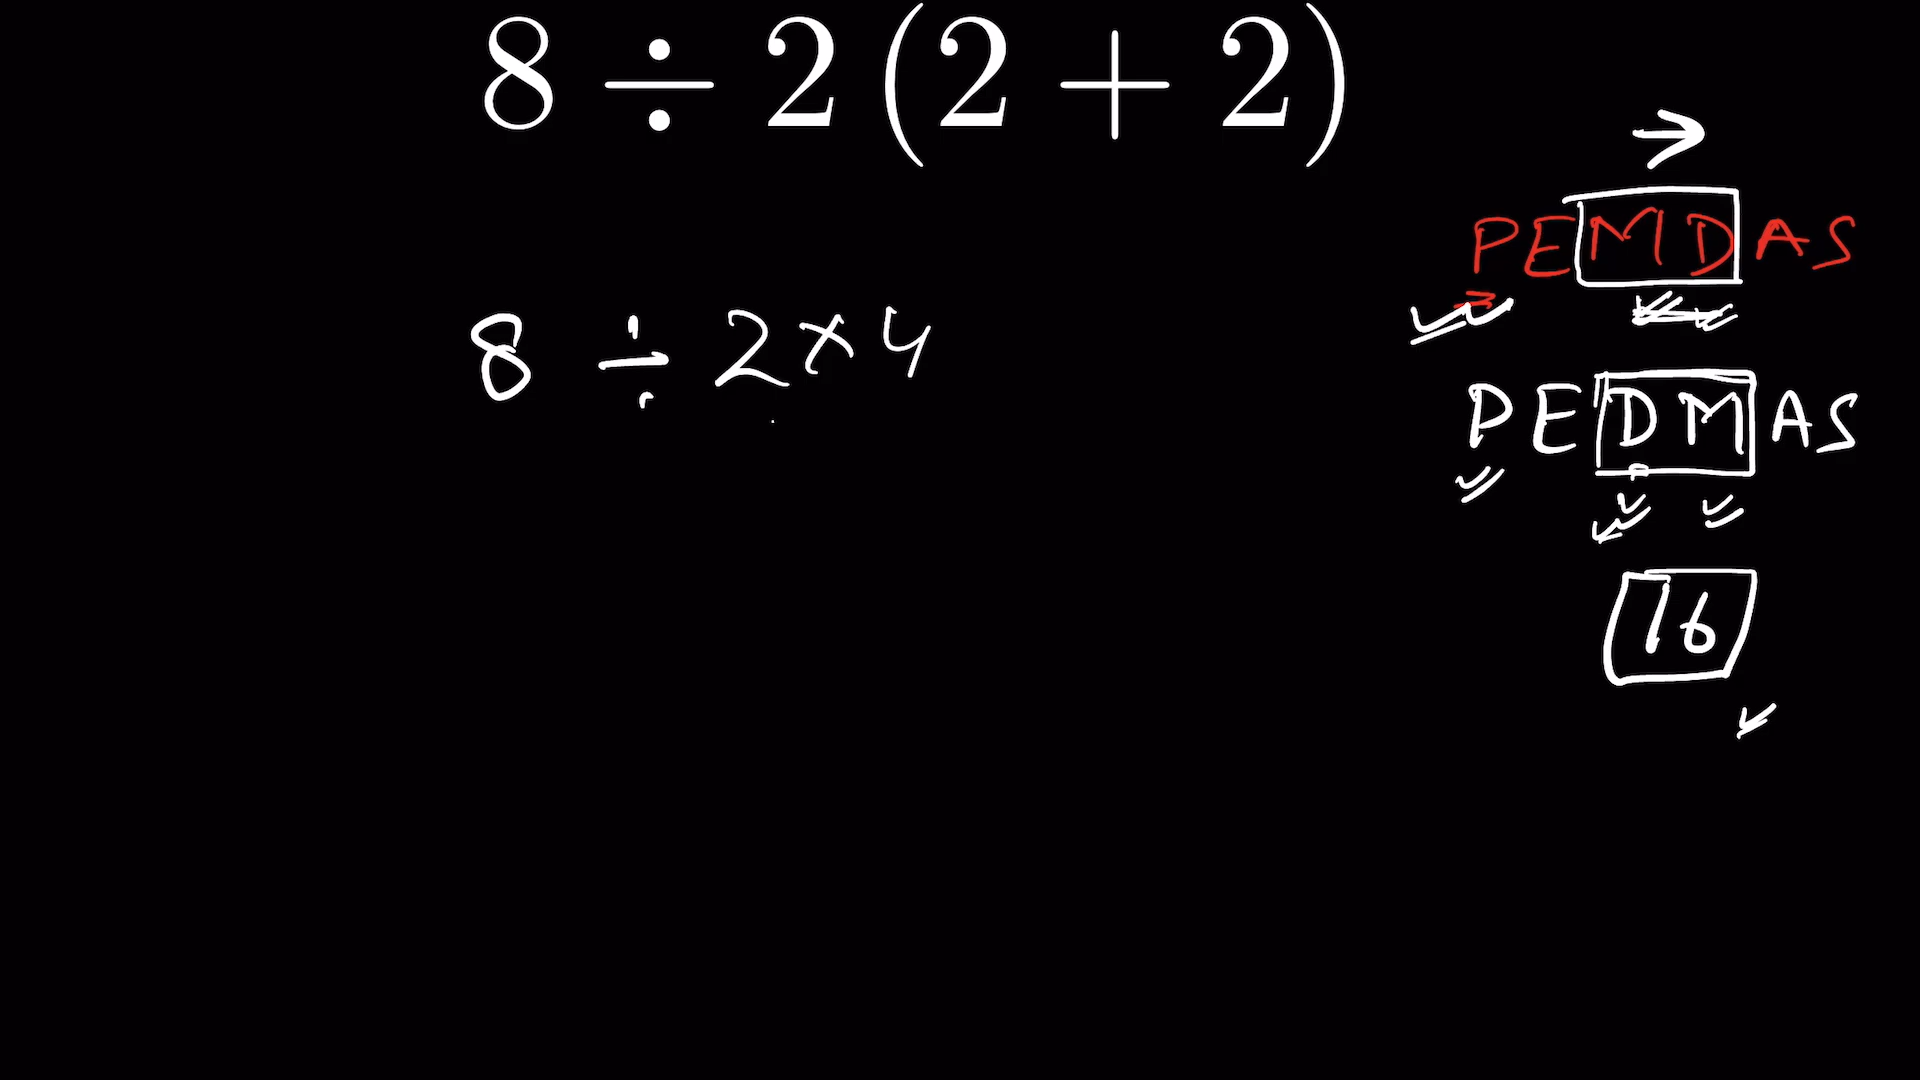 8 ÷ 2 (2 + 2)
PEMDAS
8 ÷ 2 × 4
PEDMAS
16